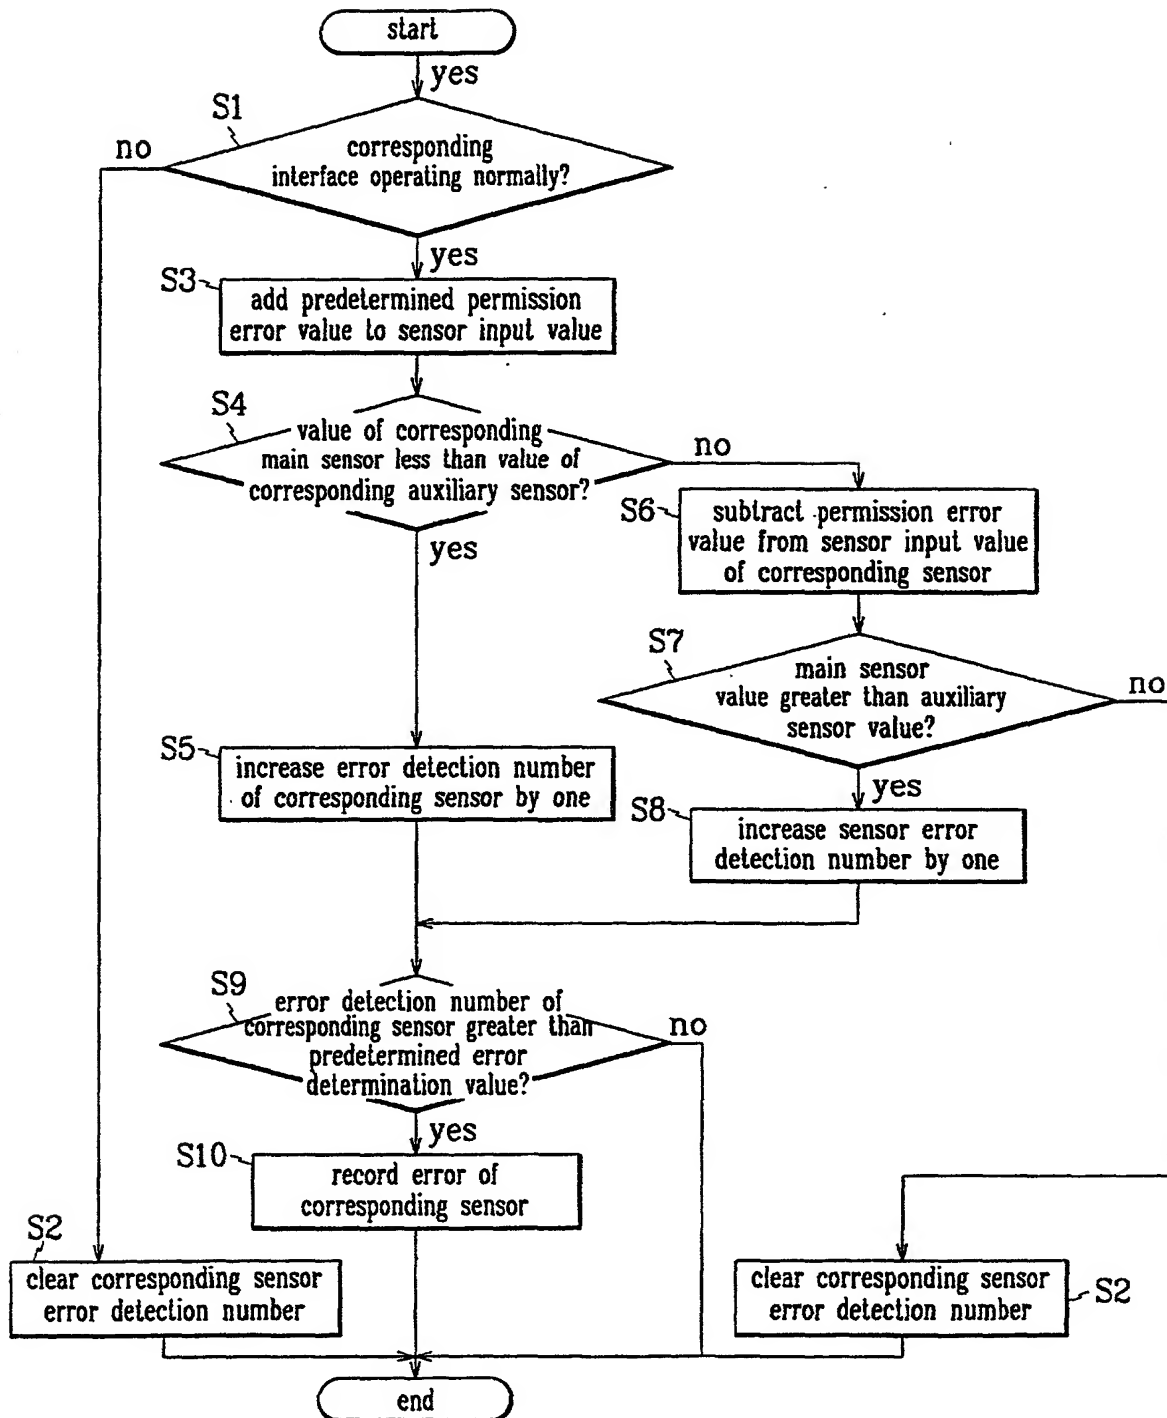 start
yes
S1
no
corresponding
interface operating normally?
yes
S3
add predetermined permission
error value to sensor input value
S4
value of corresponding
main sensor less than value of
corresponding auxiliary sensor?
no
yes
S6
subtract permission error
value from sensor input value
of corresponding sensor
S7
main sensor
value greater than auxiliary
sensor value?
no
yes
S5
increase error detection number
of corresponding sensor by one
S8
increase sensor error
detection number by one
S9
error detection number of
corresponding sensor greater than
predetermined error
determination value?
no
yes
S10
record error of
corresponding sensor
S2
clear corresponding sensor
error detection number
clear corresponding sensor
error detection number
S2
end